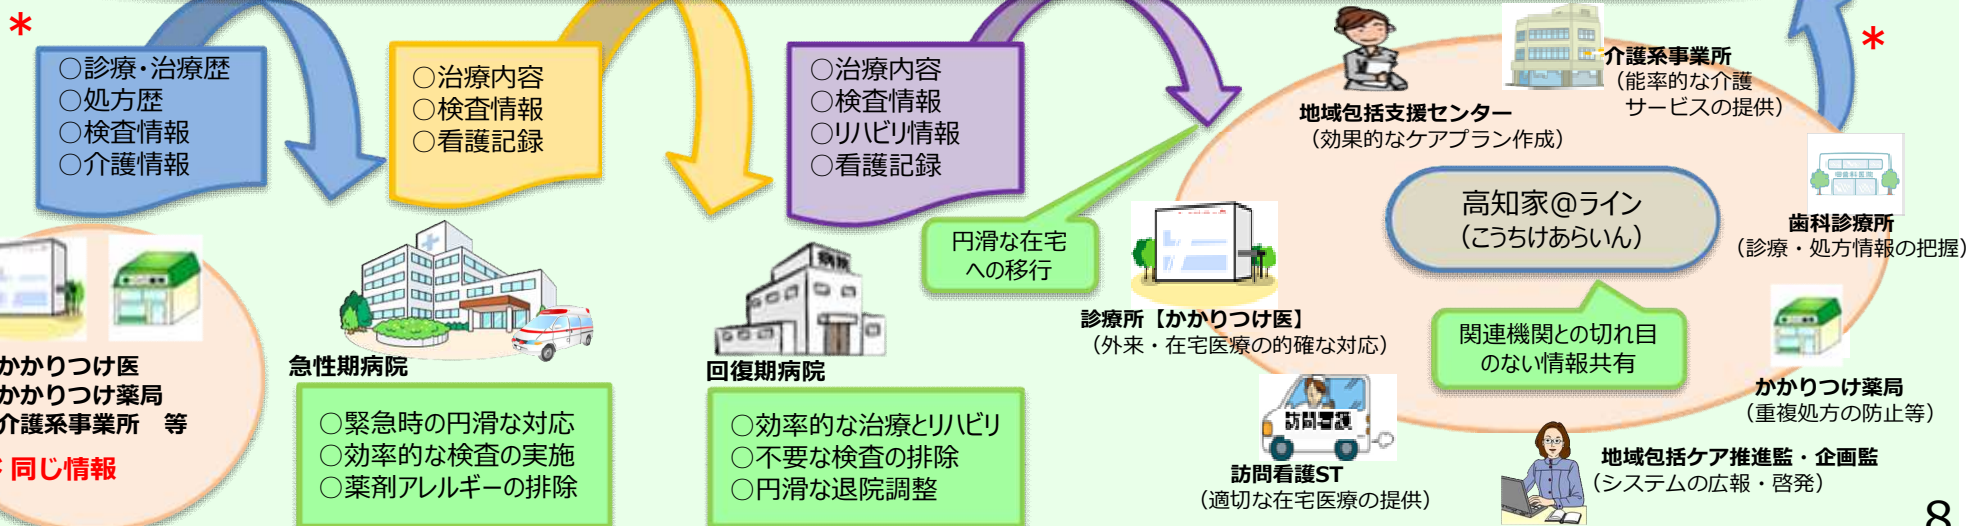 *
○診療・治療歴
○処方歴
○検査情報
○介護情報
○治療内容
○検査情報
○看護記録
○治療内容
○検査情報
○リハビリ情報
○看護記録
円滑な在宅
への移行
かかりつけ医
かかりつけ薬局
介護系事業所　等
同じ情報
急性期病院
○緊急時の円滑な対応
○効率的な検査の実施
○薬剤アレルギーの排除
病院
回復期病院
○効率的な治療とリハビリ
○不要な検査の排除
○円滑な退院調整
地域包括支援センター
（効果的なケアプラン作成）
介護系事業所
（能率的な介護
サービスの提供）
*
高知家@ライン
（こうちけあらいん）
歯科診療所
（診療・処方情報の把握）
診療所【かかりつけ医】
（外来・在宅医療の的確な対応）
関連機関との切れ目
のない情報共有
かかりつけ薬局
（重複処方の防止等）
訪問看護
訪問看護ST
（適切な在宅医療の提供）
地域包括ケア推進監・企画監
（システムの広報・啓発）
8